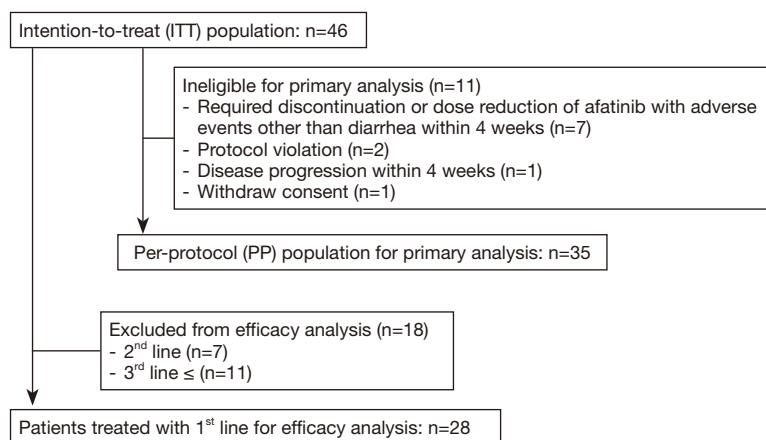 Intention-to-treat (ITT) population: n=46
Ineligible for primary analysis (n=11)
- Required discontinuation or dose reduction of afatinib with adverse
events other than diarrhea within 4 weeks (n=7)
- Protocol violation (n=2)
- Disease progression within 4 weeks (n=1)
- Withdraw consent (n=1)
Per-protocol (PP) population for primary analysis: n=35
Excluded from efficacy analysis (n=18)
- 2nd line (n=7)
- 3rd line ≤ (n=11)
Patients treated with 1st line for efficacy analysis: n=28